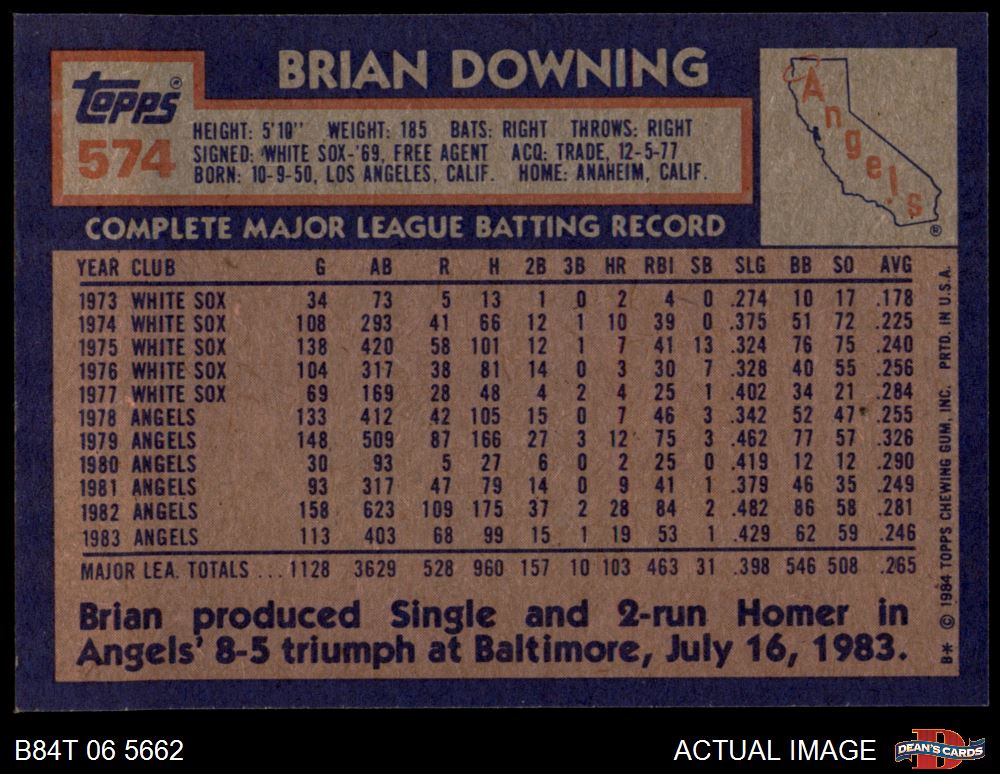 BRIAN DOWNING
Topps®
574
HEIGHT: 5'10" WEIGHT: 185 BATS: RIGHT THROWS: RIGHT
SIGNED: WHITE SOX-'69, FREE AGENT ACQ: TRADE, 12-5-77
BORN: 10-9-50, LOS ANGELES, CALIF. HOME: ANAHEIM, CALIF.
Angels
®
COMPLETE MAJOR LEAGUE BATTING RECORD
YEAR CLUB G AB R H 2B 3B HR RBI SB SLG BB SO AVG
1973 WHITE SOX 34 73 5 13 1 0 2 4 0 .274 10 17 .178
1974 WHITE SOX 108 293 41 66 12 1 10 39 0 .375 51 72 .225
1975 WHITE SOX 138 420 58 101 12 1 7 41 13 .324 76 75 .240
1976 WHITE SOX 104 317 38 81 14 0 3 30 7 .328 40 55 .256
1977 WHITE SOX 69 169 28 48 4 2 4 25 1 .402 34 21 .284
1978 ANGELS 133 412 42 105 15 0 7 46 3 .342 52 47 .255
1979 ANGELS 148 509 87 166 27 3 12 75 3 .462 77 57 .326
1980 ANGELS 30 93 5 27 6 0 2 25 0 .419 12 12 .290
1981 ANGELS 93 317 47 79 14 0 9 41 1 .379 46 35 .249
1982 ANGELS 158 623 109 175 37 2 28 84 2 .482 86 58 .281
1983 ANGELS 113 403 68 99 15 1 19 53 1 .429 62 59 .246
MAJOR LEA. TOTALS ... 1128 3629 528 960 157 10 103 463 31 .398 546 508 .265
Brian produced Single and 2-run Homer in
Angels' 8-5 triumph at Baltimore, July 16, 1983.
B* © 1984 TOPPS CHEWING GUM, INC. PRTD. IN U.S.A.
B84T 06 5662
ACTUAL IMAGE
D
DEAN'S CARDS